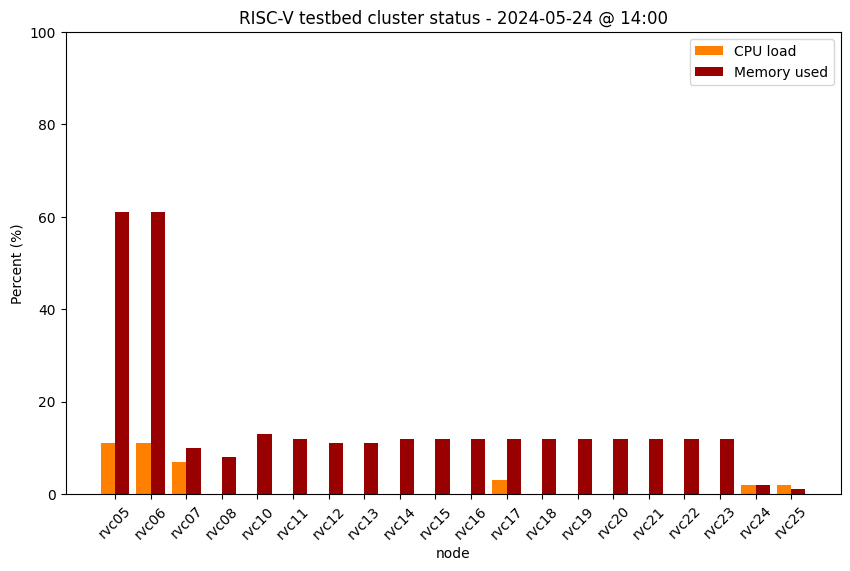 RISC-V testbed cluster status - 2024-05-24 @ 14:00
CPU load
Memory used
Percent (%)
100
80
60
40
20
0
rvc05
rvc06
rvc07
rvc08
rvc10
rvc11
rvc12
rvc13
rvc14
rvc15
rvc16
rvc17
rvc18
rvc19
rvc20
rvc21
rvc22
rvc23
rvc24
rvc25
node